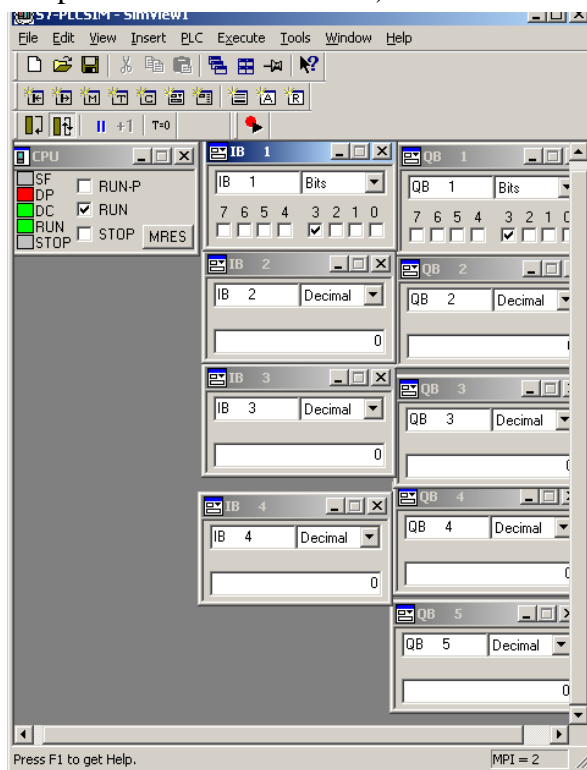 S7-PLCSIM - SimView1
File Edit View Insert PLC Execute Tools Window Help
+1 T=0
CPU
SF
DP
DC
RUN
STOP
RUN-P
RUN
STOP
MRES
IB 1
IB 1 Bits
7 6 5 4 3 2 1 0
QB 1
QB 1 Bits
7 6 5 4 3 2 1 0
IB 2
IB 2 Decimal
0
QB 2
QB 2 Decimal
IB 3
IB 3 Decimal
0
QB 3
QB 3 Decimal
0
IB 4
IB 4 Decimal
0
QB 4
QB 4 Decimal
0
QB 5
QB 5 Decimal
0
Press F1 to get Help.
MPI = 2